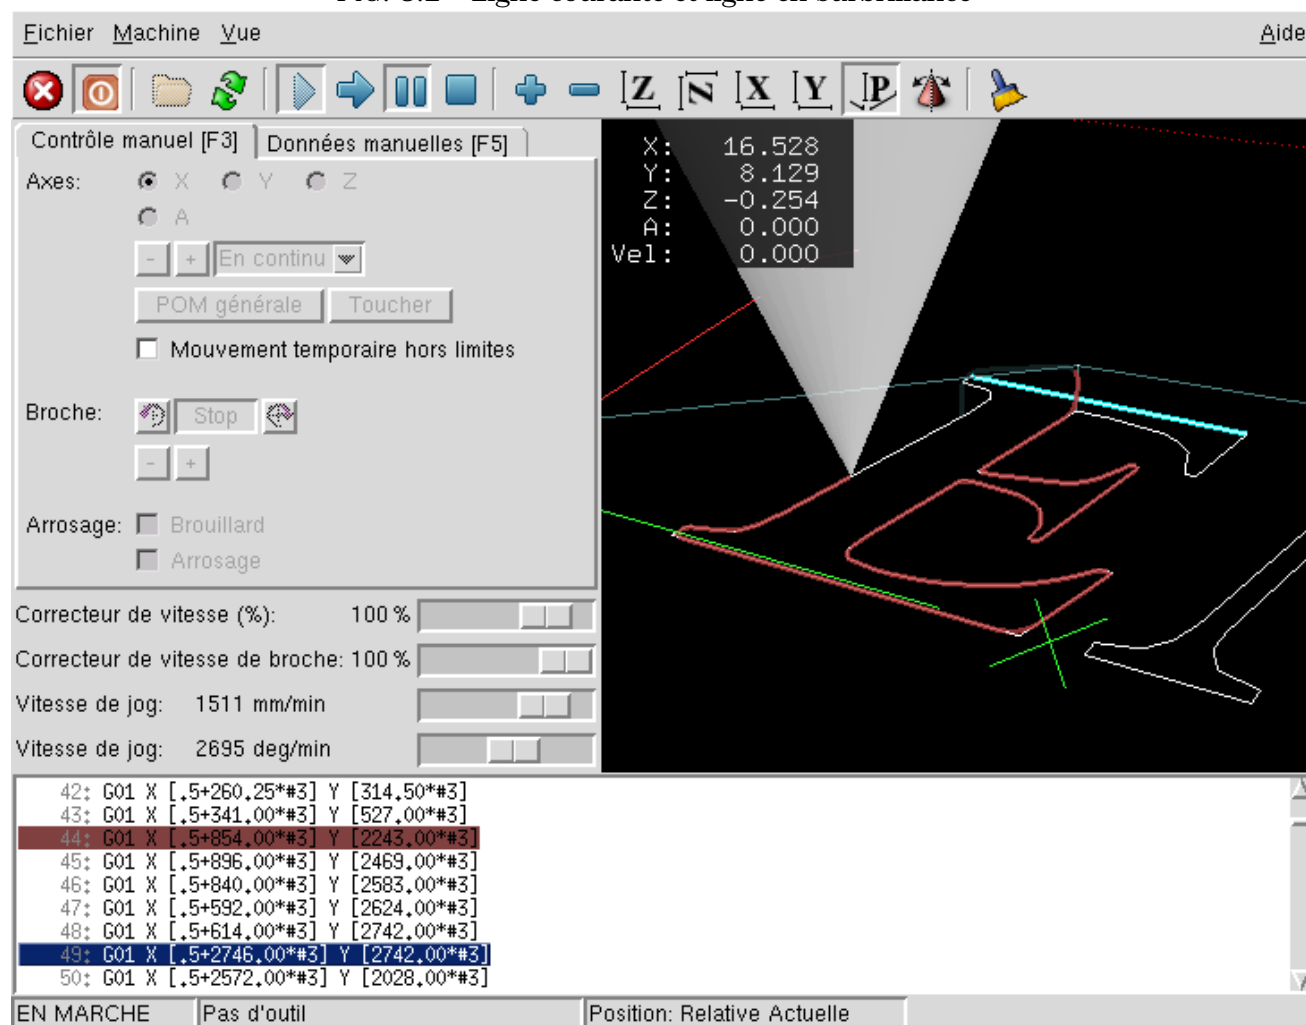 Fichier Machine Vue Aide
Z N X Y P
Contrôle manuel [F3] Données manuelles [F5]
Axes: X Y Z
A
- + En continu
POM générale Toucher
Mouvement temporaire hors limites
Broche: Stop
- +
Arrosage: Brouillard
Arrosage
Correcteur de vitesse (%): 100 %
Correcteur de vitesse de broche: 100 %
Vitesse de jog: 1511 mm/min
Vitesse de jog: 2695 deg/min
X: 16.528
Y: 8.129
Z: -0.254
A: 0.000
Vel: 0.000
42: G01 X [.5+260.25*#3] Y [314.50*#3]
43: G01 X [.5+341.00*#3] Y [527.00*#3]
44: G01 X [.5+854.00*#3] Y [2243.00*#3]
45: G01 X [.5+896.00*#3] Y [2469.00*#3]
46: G01 X [.5+840.00*#3] Y [2583.00*#3]
47: G01 X [.5+592.00*#3] Y [2624.00*#3]
48: G01 X [.5+614.00*#3] Y [2742.00*#3]
49: G01 X [.5+2746.00*#3] Y [2742.00*#3]
50: G01 X [.5+2572.00*#3] Y [2028.00*#3]
EN MARCHE Pas d'outil Position: Relative Actuelle